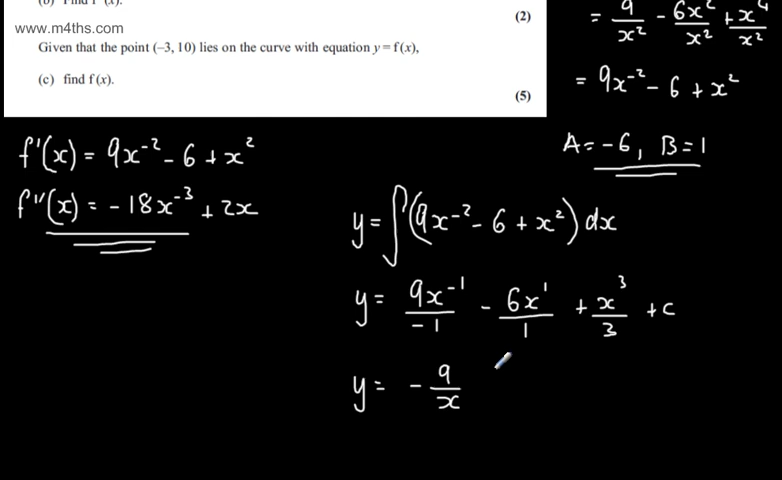 (b) Find f″(x).
(2)
www.m4ths.com
Given that the point (–3, 10) lies on the curve with equation y = f(x),
(c) find f(x).
(5)
= 9/x² - 6x²/x² + x⁴/x²
= 9x⁻² - 6 + x²
A = -6, B = 1
f'(x) = 9x⁻² - 6 + x²
f''(x) = -18x⁻³ + 2x
y = ∫(9x⁻² - 6 + x²) dx
y = 9x⁻¹/-1 - 6x¹/1 + x³/3 + c
y = - 9/x